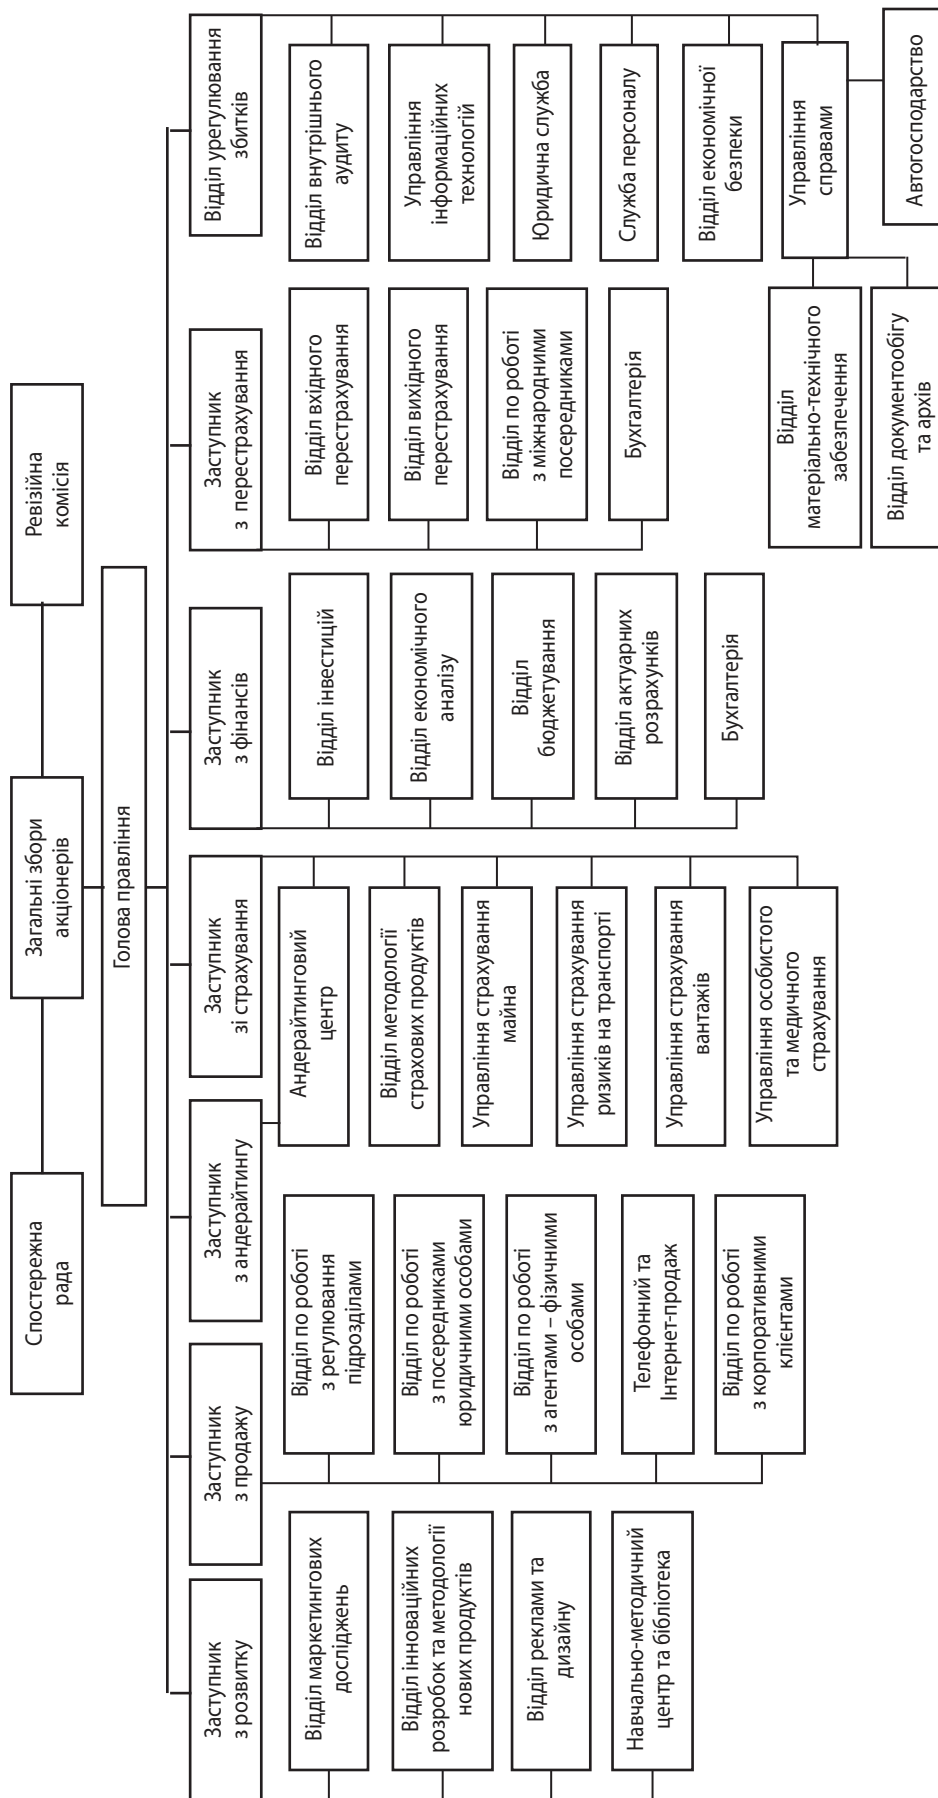 Спостережна
рада
Загальні збори
акціонерів
Ревізійна
комісія
Голова правління
Заступник
з розвитку
Заступник
з продажу
Заступник
з андерайтингу
Заступник
зі страхування
Заступник
з фінансів
Заступник
з перестрахування
Відділ урегулювання
збитків
Відділ маркетингових
досліджень
Відділ інноваційних
розробок та методології
нових продуктів
Відділ реклами та
дизайну
Навчально-методичний
центр та бібліотека
Відділ по роботі
з регулювання
підрозділами
Відділ по роботі
з посередниками
юридичними особами
Відділ по роботі
з агентами – фізичними
особами
Телефонний та
Інтернет-продаж
Відділ по роботі
з корпоративними
клієнтами
Андерайтинговий
центр
Відділ методології
страхових продуктів
Управління страхування
майна
Управління страхування
ризиків на транспорті
Управління страхування
вантажів
Управління особистого
та медичного
страхування
Відділ інвестицій
Відділ економічного
аналізу
Відділ
бюджетування
Відділ актуарних
розрахунків
Бухгалтерія
Відділ вхідного
перестрахування
Відділ вихідного
перестрахування
Відділ по роботі
з міжнародними
посередниками
Бухгалтерія
Відділ внутрішнього
аудиту
Управління
інформаційних
технологій
Юридична служба
Служба персоналу
Відділ економічної
безпеки
Управління
справами
Відділ
матеріально-технічного
забезпечення
Відділ документообігу
та архів
Автогосподарство